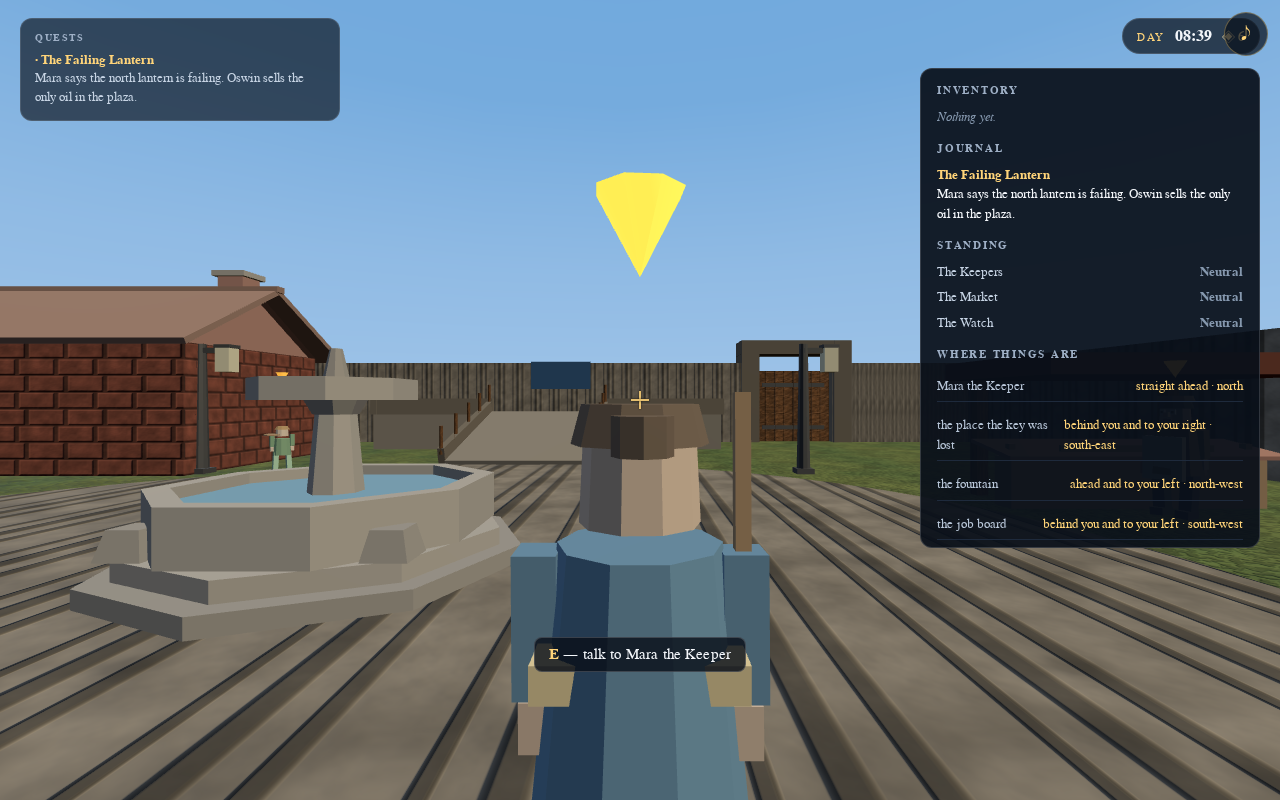 QUESTS
· The Failing Lantern
Mara says the north lantern is failing. Oswin sells the
only oil in the plaza.
DAY 08:39
INVENTORY
Nothing yet.
JOURNAL
The Failing Lantern
Mara says the north lantern is failing. Oswin sells the only
oil in the plaza.
STANDING
The Keepers Neutral
The Market Neutral
The Watch Neutral
WHERE THINGS ARE
Mara the Keeper straight ahead · north
the place the key was behind you and to your right ·
lost south-east
the fountain ahead and to your left · north-west
the job board behind you and to your left · south-west
E — talk to Mara the Keeper